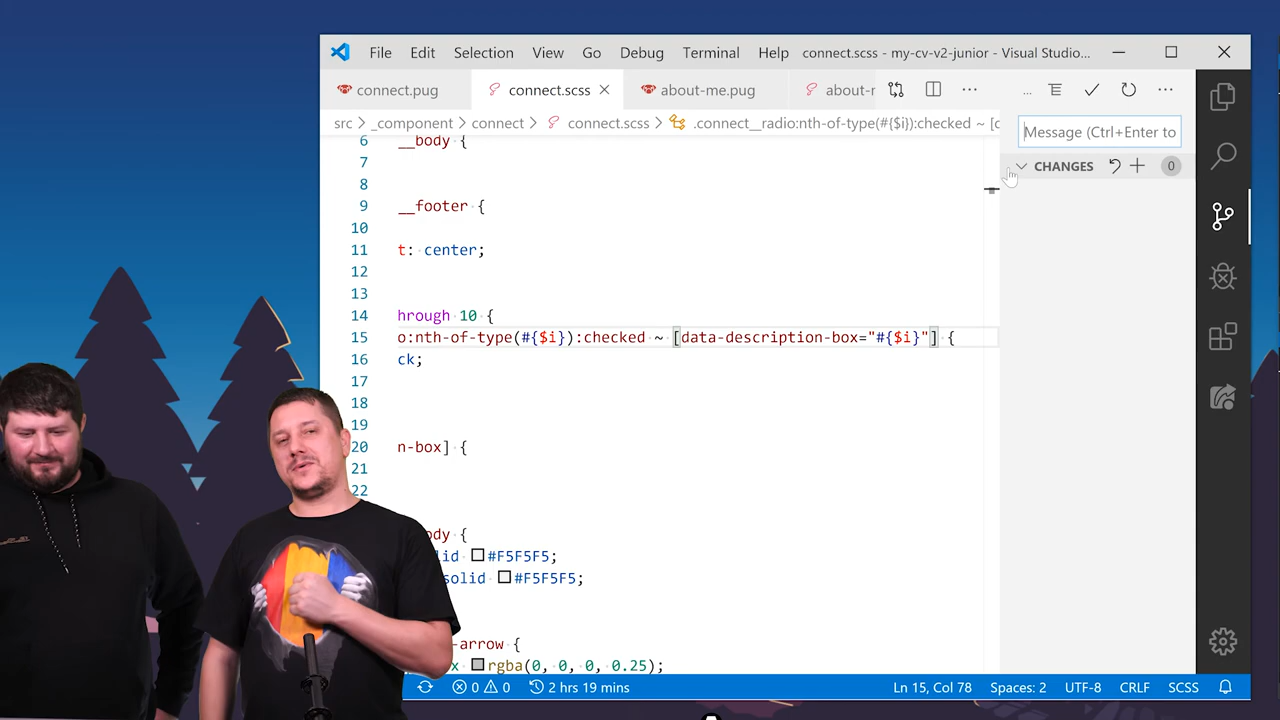 File Edit Selection View Go Debug Terminal Help connect.scss - my-cv-v2-junior - Visual Studio...
connect.pug connect.scss about-me.pug about-r ... ... ...
src > _component > connect > connect.scss > .connect__radio:nth-of-type(#{$i}):checked ~ [d
Message (Ctrl+Enter to
CHANGES 0
6 __body {
7
8
9 __footer {
10
11 t: center;
12
13
14 hrough 10 {
15 o:nth-of-type(#{$i}):checked ~ [data-description-box="#{$i}"] {
16 ck;
17
18
19
20 n-box] {
21
22
ody {
lid #F5F5F5;
solid #F5F5F5;
-arrow {
x rgba(0, 0, 0, 0.25);
0 0 2 hrs 19 mins Ln 15, Col 78 Spaces: 2 UTF-8 CRLF SCSS